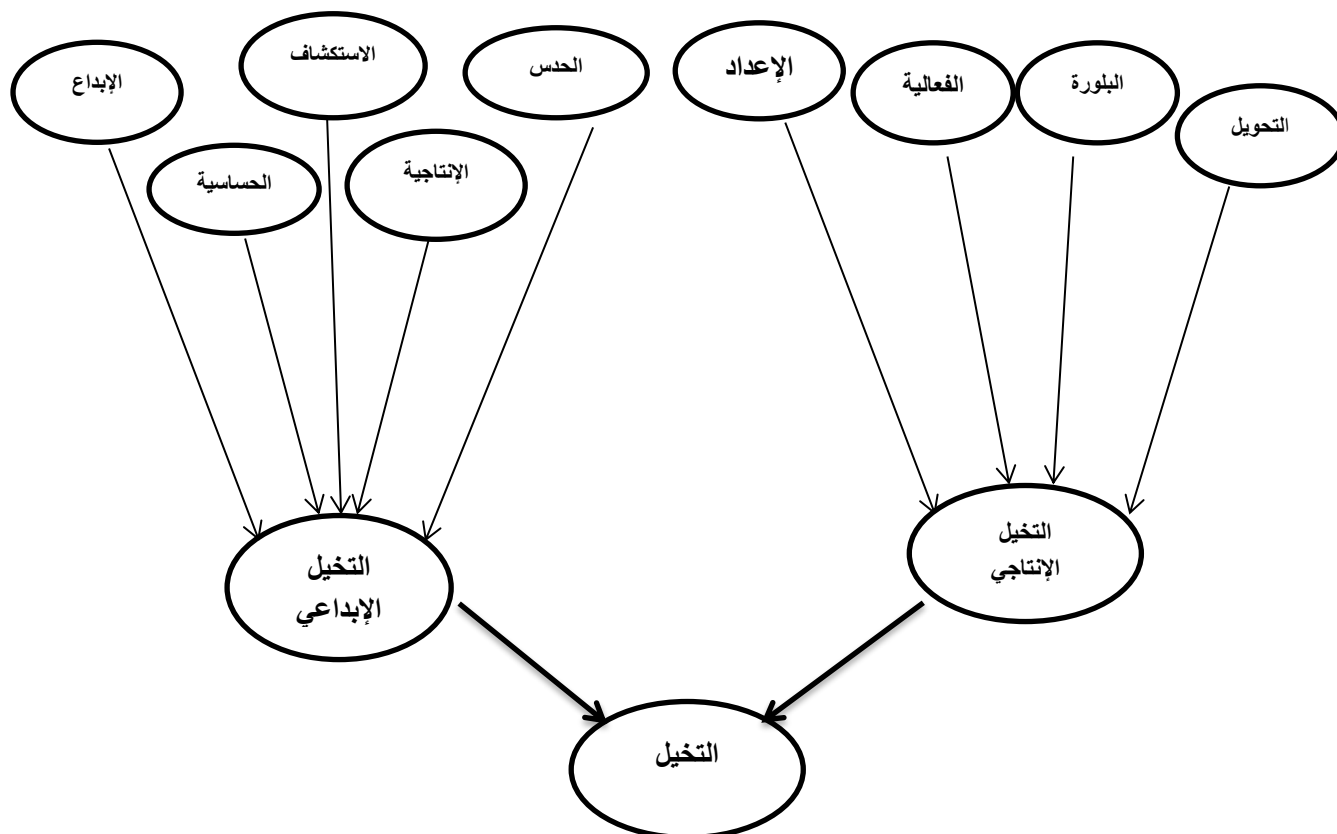 الإعداد
الفعالية
البلورة
التحويل
الحدس
الاستكشاف
الإبداع
الإنتاجية
الحساسية
التخيل
الإنتاجي
التخيل
الإبداعي
التخيل